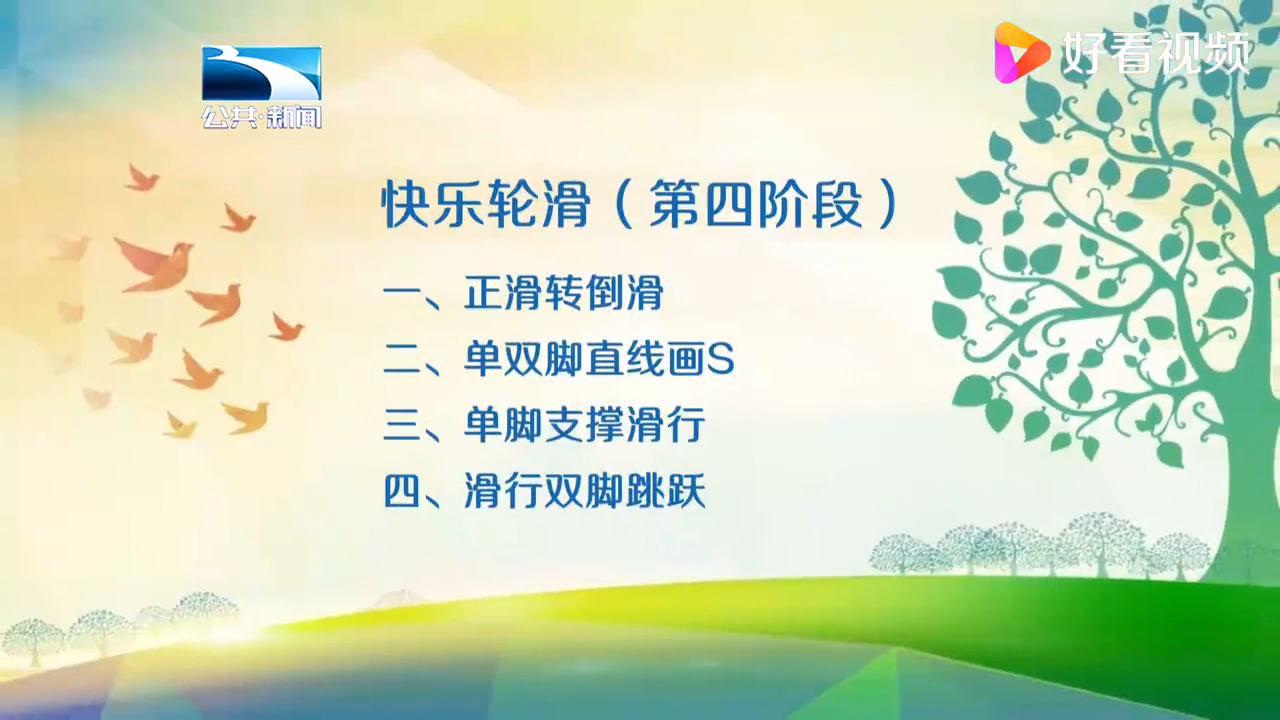 好看视频
公共·新闻
快乐轮滑（第四阶段）
一、正滑转倒滑
二、单双脚直线画S
三、单脚支撑滑行
四、滑行双脚跳跃